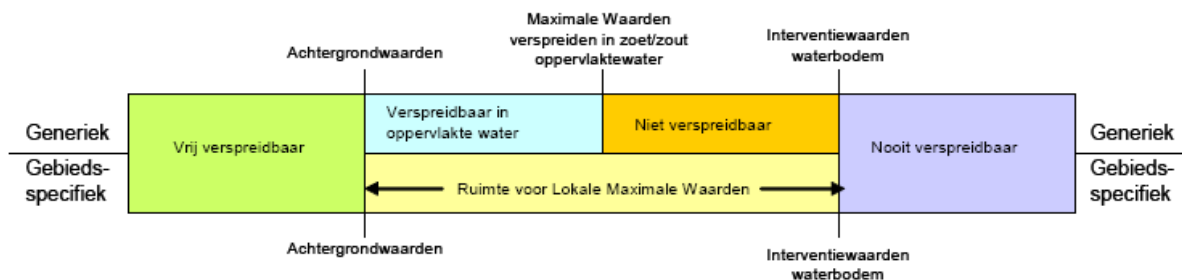 Maximale Waarden
verspreiden in zoet/zout
oppervlaktewater
Achtergrondwaarden
Interventiewaarden
waterbodem
Generiek
Gebieds-
specifiek
Vrij verspreidbaar
Verspreidbaar in
oppervlakte water
Niet verspreidbaar
Ruimte voor Lokale Maximale Waarden
Nooit verspreidbaar
Generiek
Gebieds-
specifiek
Achtergrondwaarden
Interventiewaarden
waterbodem